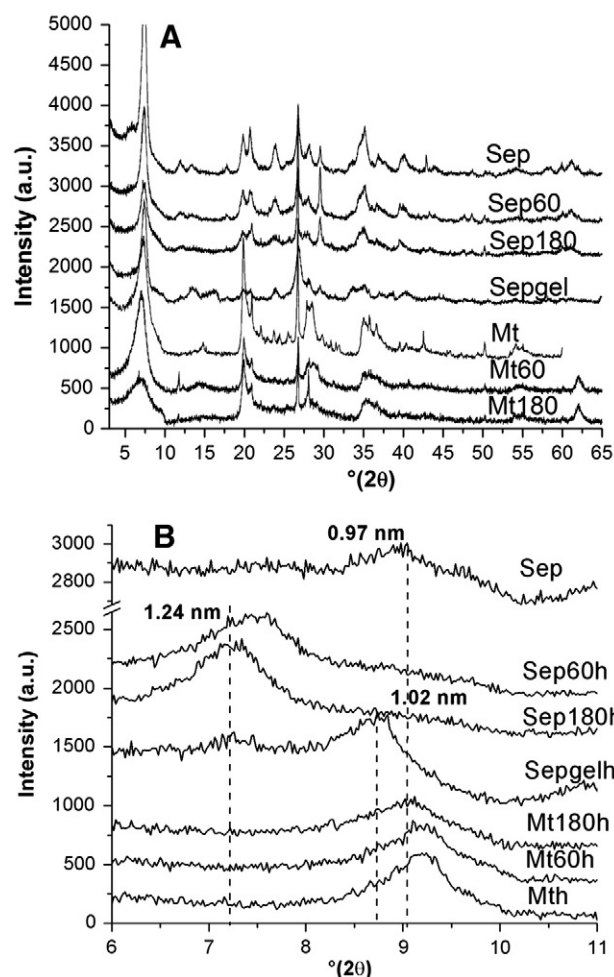 A
5000
4500
4000
3500
3000
2500
2000
1500
1000
500
0
Intensity (a.u.)
Sep
Sep60
Sep180
Sepgel
Mt
Mt60
Mt180
5 10 15 20 25 30 35 40 45 50 55 60 65
°(2θ)
B
0.97 nm
1.24 nm
1.02 nm
3000
2800
2500
2000
1500
1000
500
0
Intensity (a.u.)
Sep
Sep60h
Sep180h
Sepgelh
Mt180h
Mt60h
Mth
6 7 8 9 10 11
°(2θ)